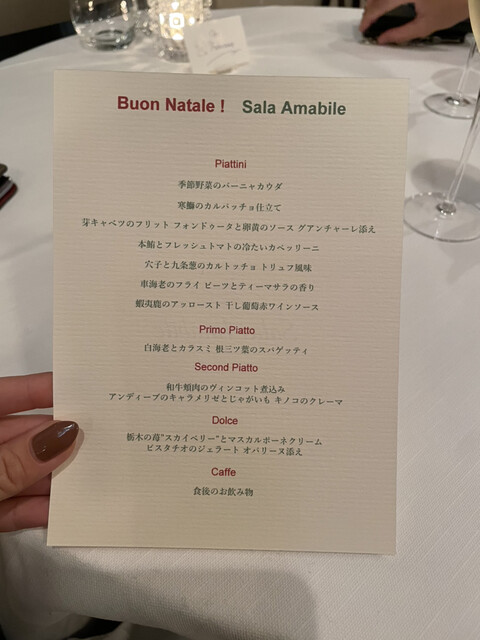 Buon Natale !   Sala Amabile
Piattini
季節野菜のバーニャカウダ
寒鰤のカルパッチョ仕立て
芽キャベツのフリット フォンドゥータと卵黄のソース グアンチャーレ添え
本鮪とフレッシュトマトの冷たいカペッリーニ
穴子と九条葱のカルトッチョ トリュフ風味
車海老のフライ ビーツとティーマサラの香り
蝦夷鹿のアッロースト 干し葡萄赤ワインソース
Primo Piatto
白海老とカラスミ 根三ツ葉のスパゲッティ
Second Piatto
和牛頬肉のヴィンコット煮込み
アンディーブのキャラメリゼとじゃがいも キノコのクレーマ
Dolce
栃木の苺"スカイベリー"とマスカルポーネクリーム
ピスタチオのジェラート オパリーヌ添え
Caffe
食後のお飲み物